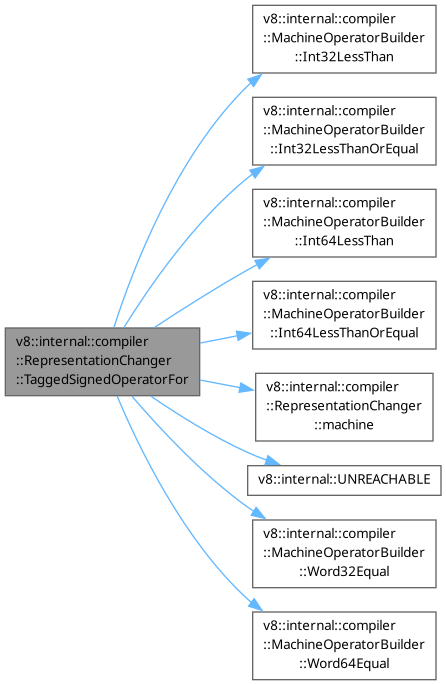 v8::internal::compiler
::MachineOperatorBuilder
::Int32LessThan
v8::internal::compiler
::MachineOperatorBuilder
::Int32LessThanOrEqual
v8::internal::compiler
::MachineOperatorBuilder
::Int64LessThan
v8::internal::compiler
::MachineOperatorBuilder
::Int64LessThanOrEqual
v8::internal::compiler
::RepresentationChanger
::TaggedSignedOperatorFor
v8::internal::compiler
::RepresentationChanger
::machine
v8::internal::UNREACHABLE
v8::internal::compiler
::MachineOperatorBuilder
::Word32Equal
v8::internal::compiler
::MachineOperatorBuilder
::Word64Equal